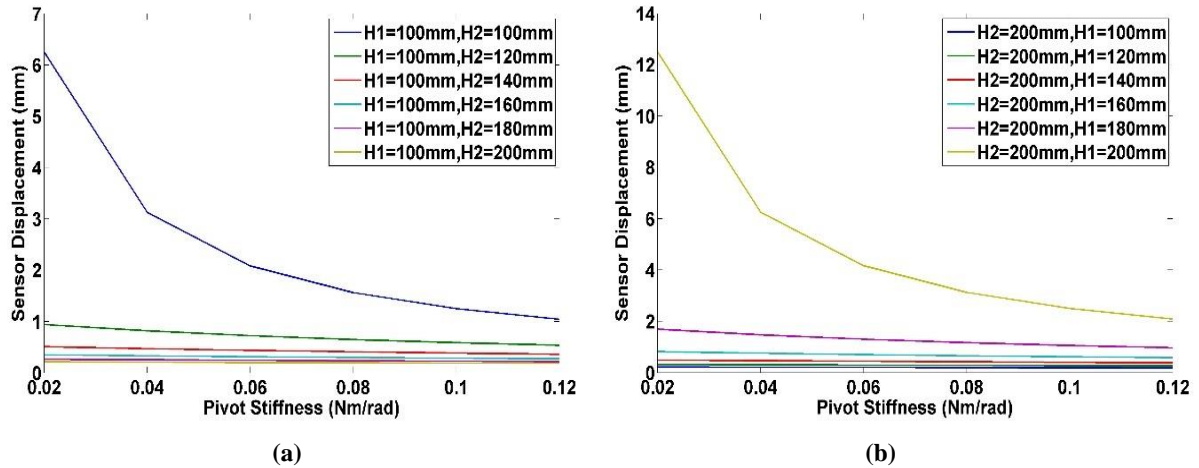 7
6
5
4
3
2
1
0
0.02
0.04
0.06
0.08
0.1
0.12
Sensor Displacement (mm)
Pivot Stiffness (Nm/rad)
H1=100mm,H2=100mm
H1=100mm,H2=120mm
H1=100mm,H2=140mm
H1=100mm,H2=160mm
H1=100mm,H2=180mm
H1=100mm,H2=200mm
(a)
14
12
10
8
6
4
2
0
0.02
0.04
0.06
0.08
0.1
0.12
Sensor Displacement (mm)
Pivot Stiffness (Nm/rad)
H2=200mm,H1=100mm
H2=200mm,H1=120mm
H2=200mm,H1=140mm
H2=200mm,H1=160mm
H2=200mm,H1=180mm
H2=200mm,H1=200mm
(b)